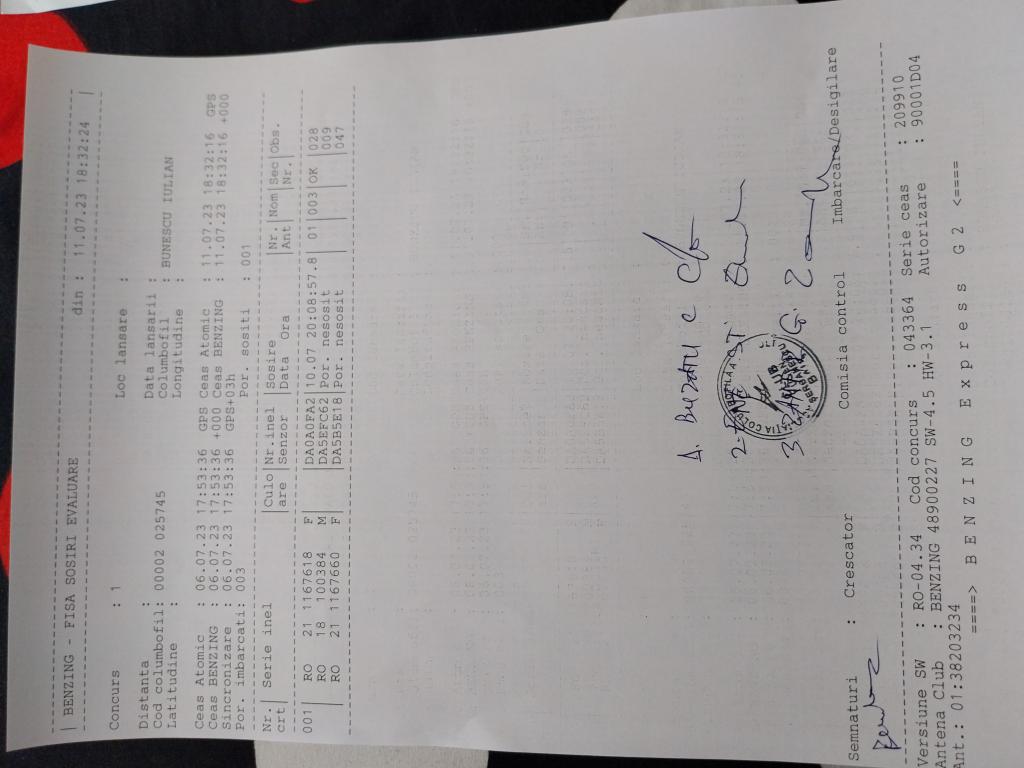 | BENZING - FISA SOSIRI EVALUARE din : 11.07.23 18:32:24 |
Concurs : 1 Loc lansare :
Distanta : Data lansarii :
Cod columbofil: 00002 025745 Columbofil : BUNESCU IULIAN
Latitudine : Longitudine :
Ceas Atomic : 06.07.23 17:53:36 GPS Ceas Atomic : 11.07.23 18:32:16 GPS
Ceas BENZING : 06.07.23 17:53:36 +000 Ceas BENZING : 11.07.23 18:32:16 +000
Sincronizare : 06.07.23 17:53:36 GPS+03h
Por. imbarcati: 003 Por. sositi : 001
Nr.| Serie inel |Culo|Nr.inel |Sosire |Nr.|Nom|Sec|Obs.
crt| |are |Senzor |Data Ora |Ant| Nr.|
001| RO 21 1167618 F| |DA0A0FA2|10.07 20:08:57.8| 01|003|OK |028
| RO 18 1100384 M| |DA5EFC62|Por. nesosit | |009
| RO 21 1167660 F| |DA5B5E18|Por. nesosit | |047
1. BUZATU C
2.
3. G.
Semnaturi : Crescator Comisia control Imbarcare/Desigilare
Versiune SW : RO-04.34 Cod concurs : 043364 Serie ceas : 209910
Antena Club : BENZING 48900227 SW-4.5 HW-3.1 Autorizare : 90001D04
Ant.: 01:38203234
====> B E N Z I N G E x p r e s s G 2 <====